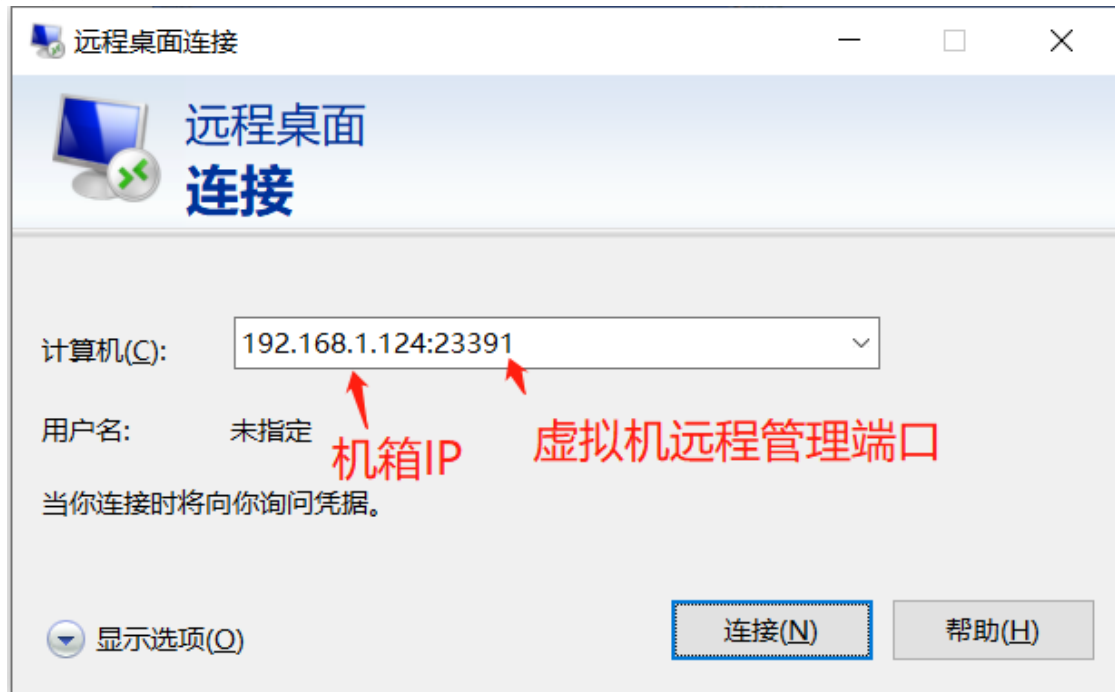 远程桌面连接
远程桌面
连接
计算机(C):
192.168.1.124:23391
用户名:
未指定
机箱IP
虚拟机远程管理端口
当你连接时将向你询问凭据。
显示选项(O)
连接(N)
帮助(H)